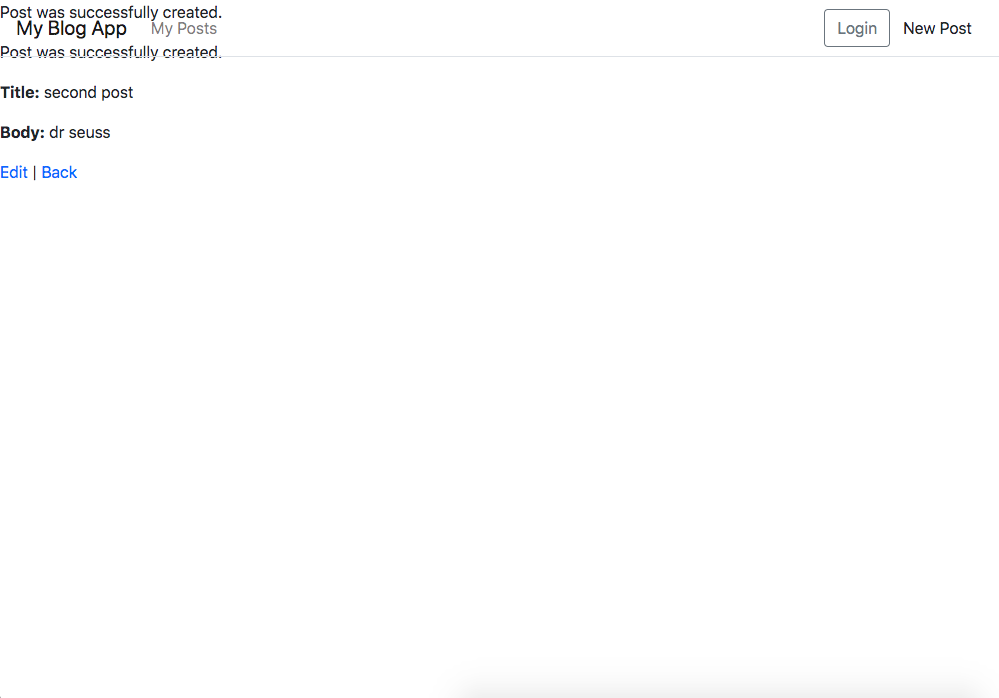 Post was successfully created.
My Blog App My Posts Login New Post
Post was successfully created.
Title: second post
Body: dr seuss
Edit | Back